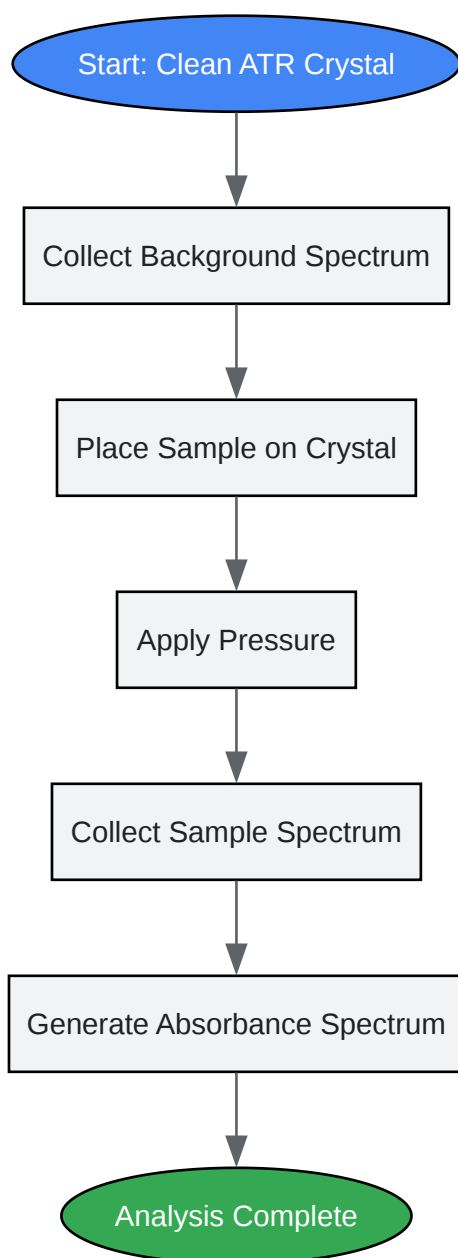 Start: Clean ATR Crystal
Collect Background Spectrum
Place Sample on Crystal
Apply Pressure
Collect Sample Spectrum
Generate Absorbance Spectrum
Analysis Complete